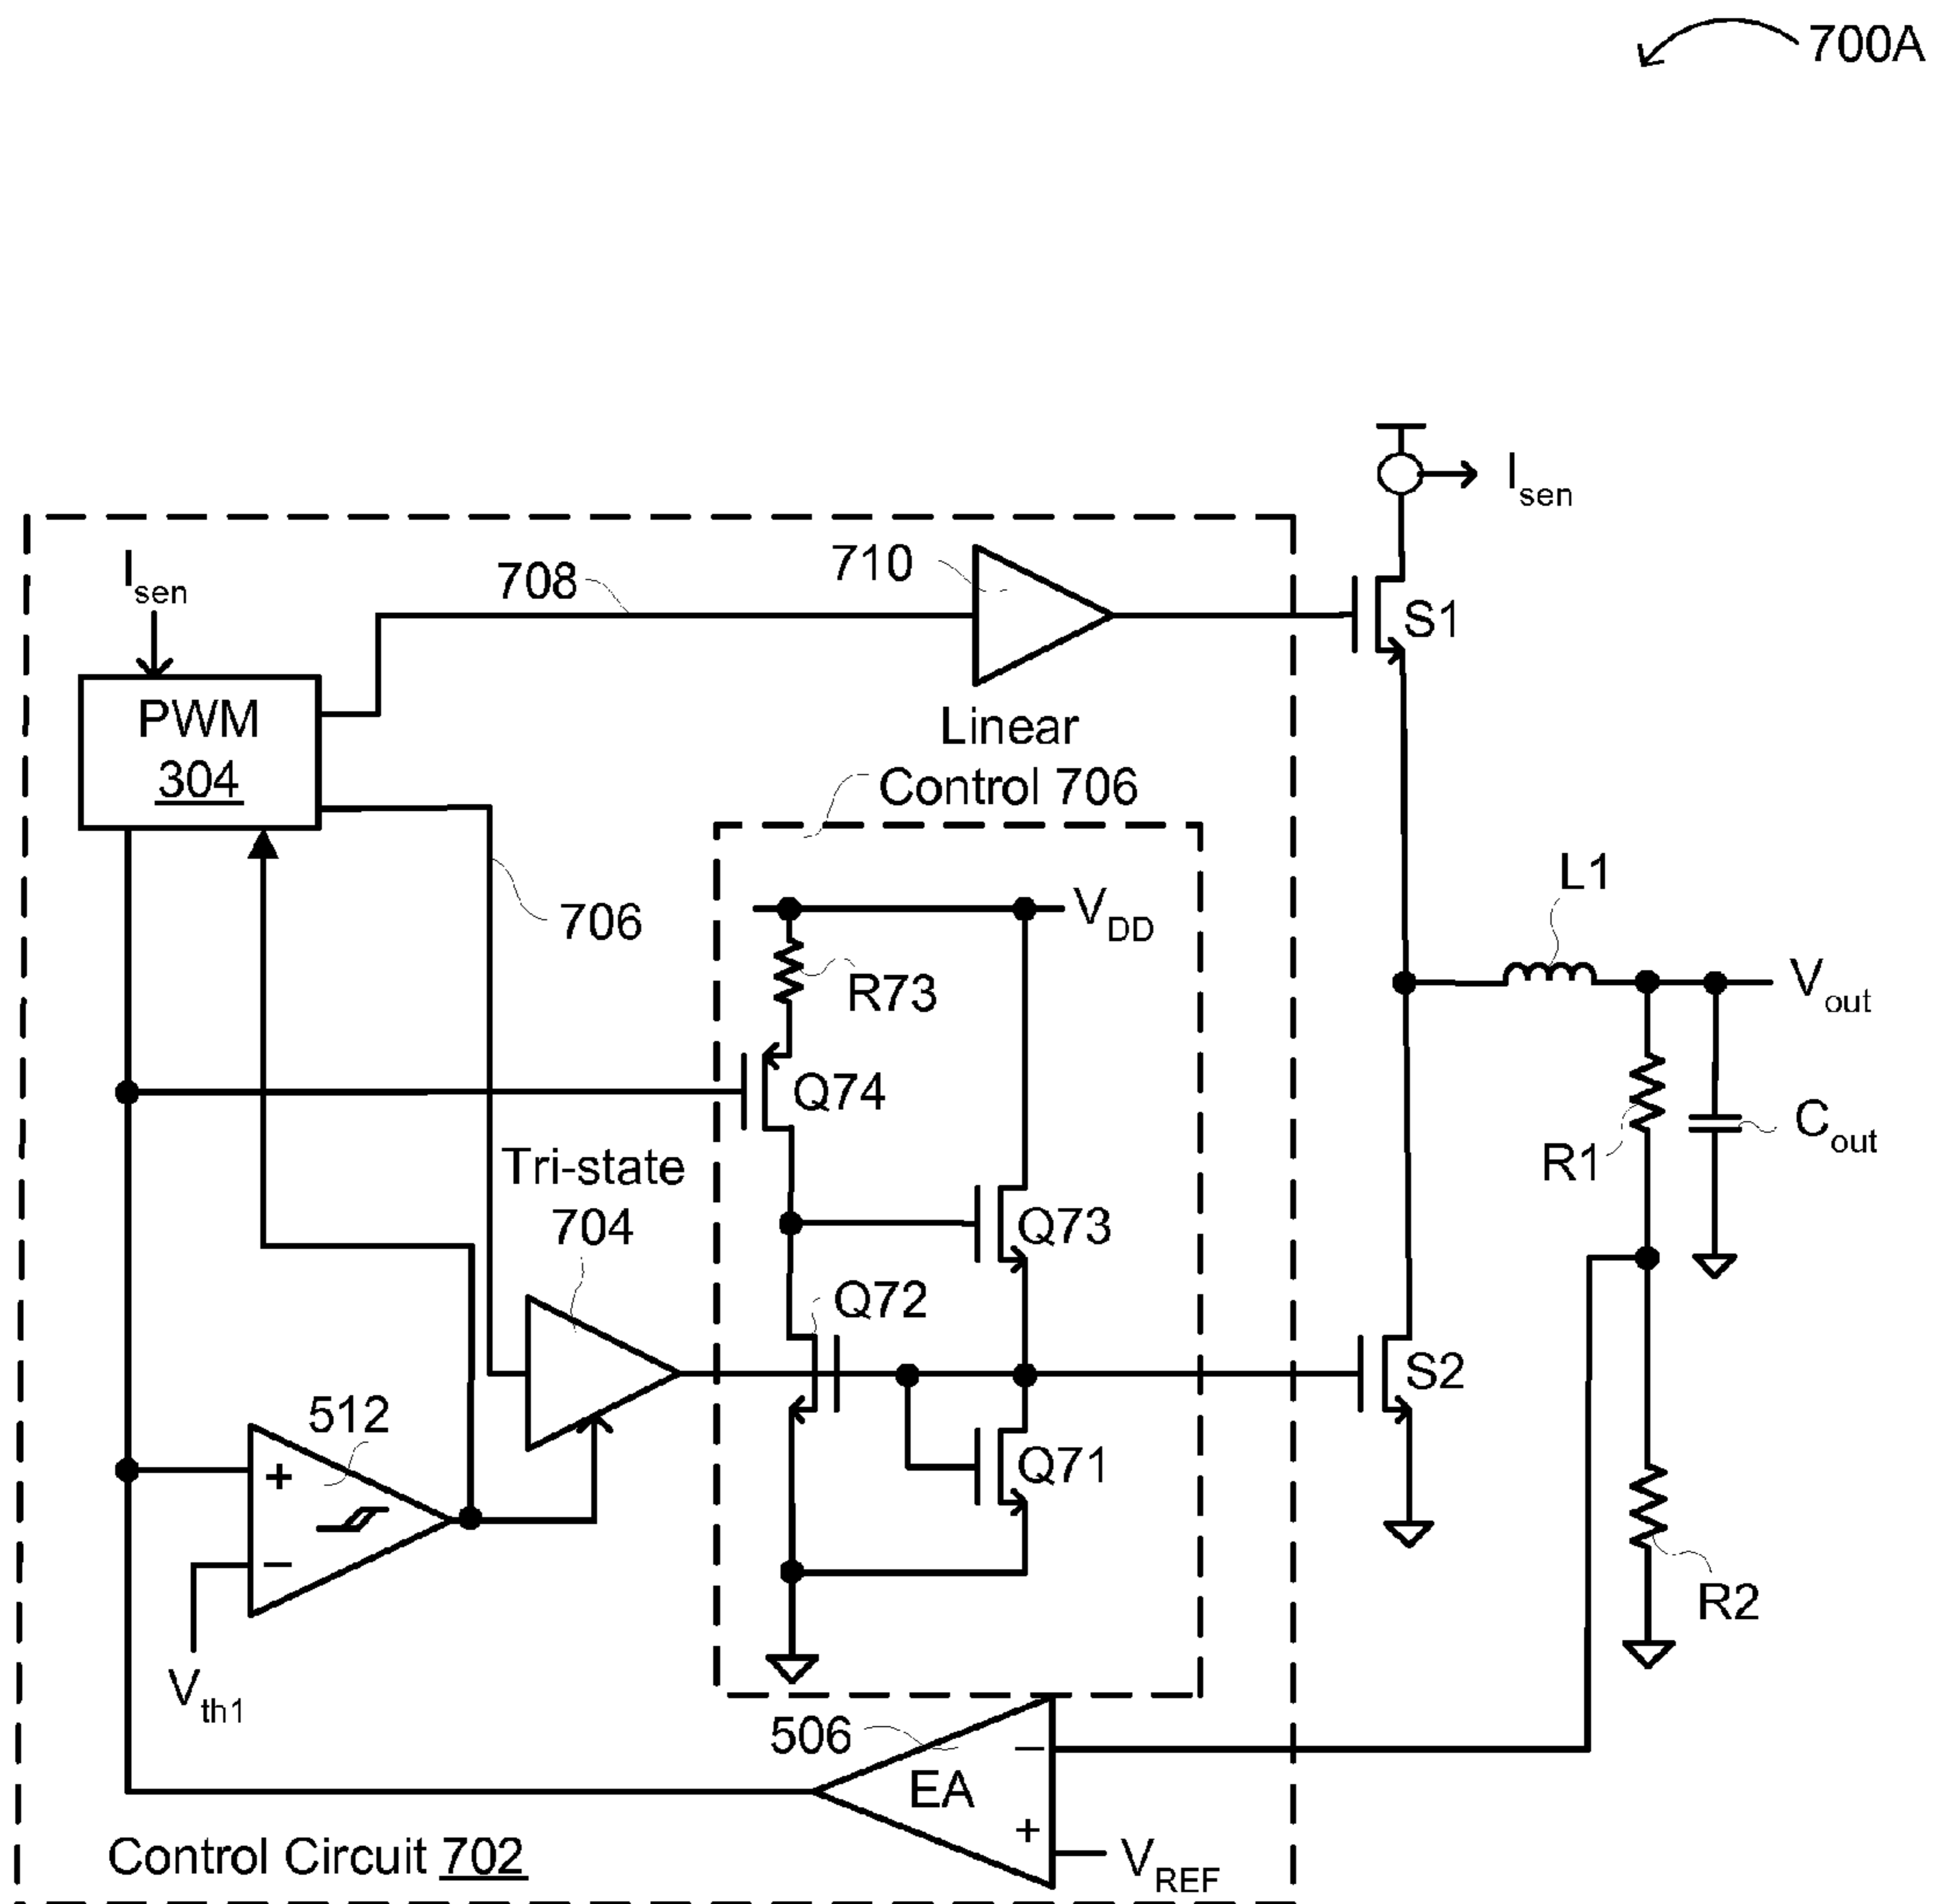 700A
Isen
Isen
708
710
S1
PWM
304
Linear
Control 706
706
VDD
R73
L1
Vout
Q74
R1
Cout
Tri-state
704
Q73
Q72
S2
512
+
Q71
−
Vth1
R2
506
−
EA
+
VREF
Control Circuit 702